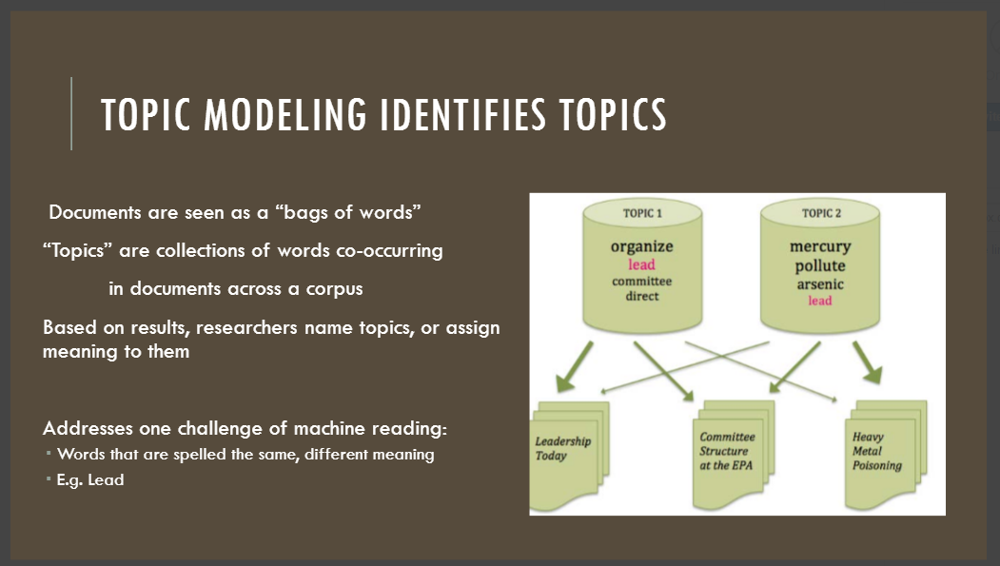 TOPIC MODELING IDENTIFIES TOPICS
Documents are seen as a “bags of words”
“Topics” are collections of words co-occurring
in documents across a corpus
Based on results, researchers name topics, or assign
meaning to them
Addresses one challenge of machine reading:
Words that are spelled the same, different meaning
E.g. Lead
TOPIC 1
organize
lead
committee
direct
TOPIC 2
mercury
pollute
arsenic
lead
Leadership
Today
Committee
Structure
at the EPA
Heavy
Metal
Poisoning